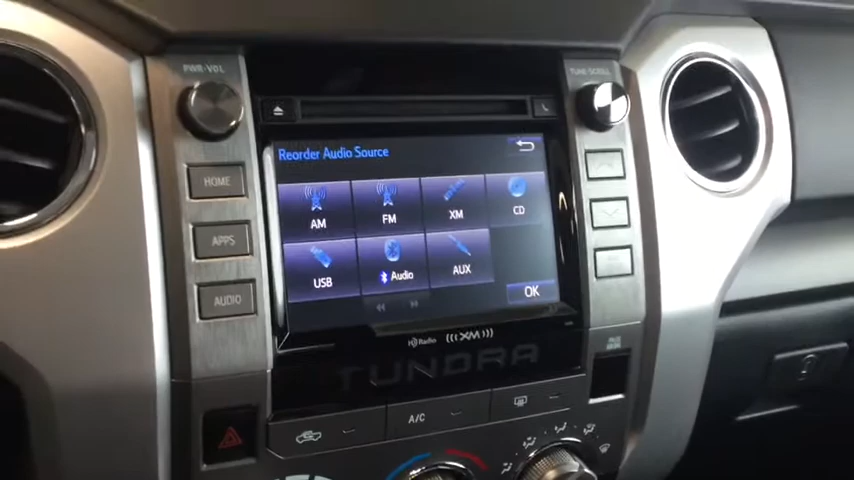 PWR·VOL
TUNE·SCROLL
HOME
APPS
AUDIO
Reorder Audio Source
AM
FM
XM
CD
USB
Audio
AUX
OK
HD Radio
((XM))
TUNDRA
A/C